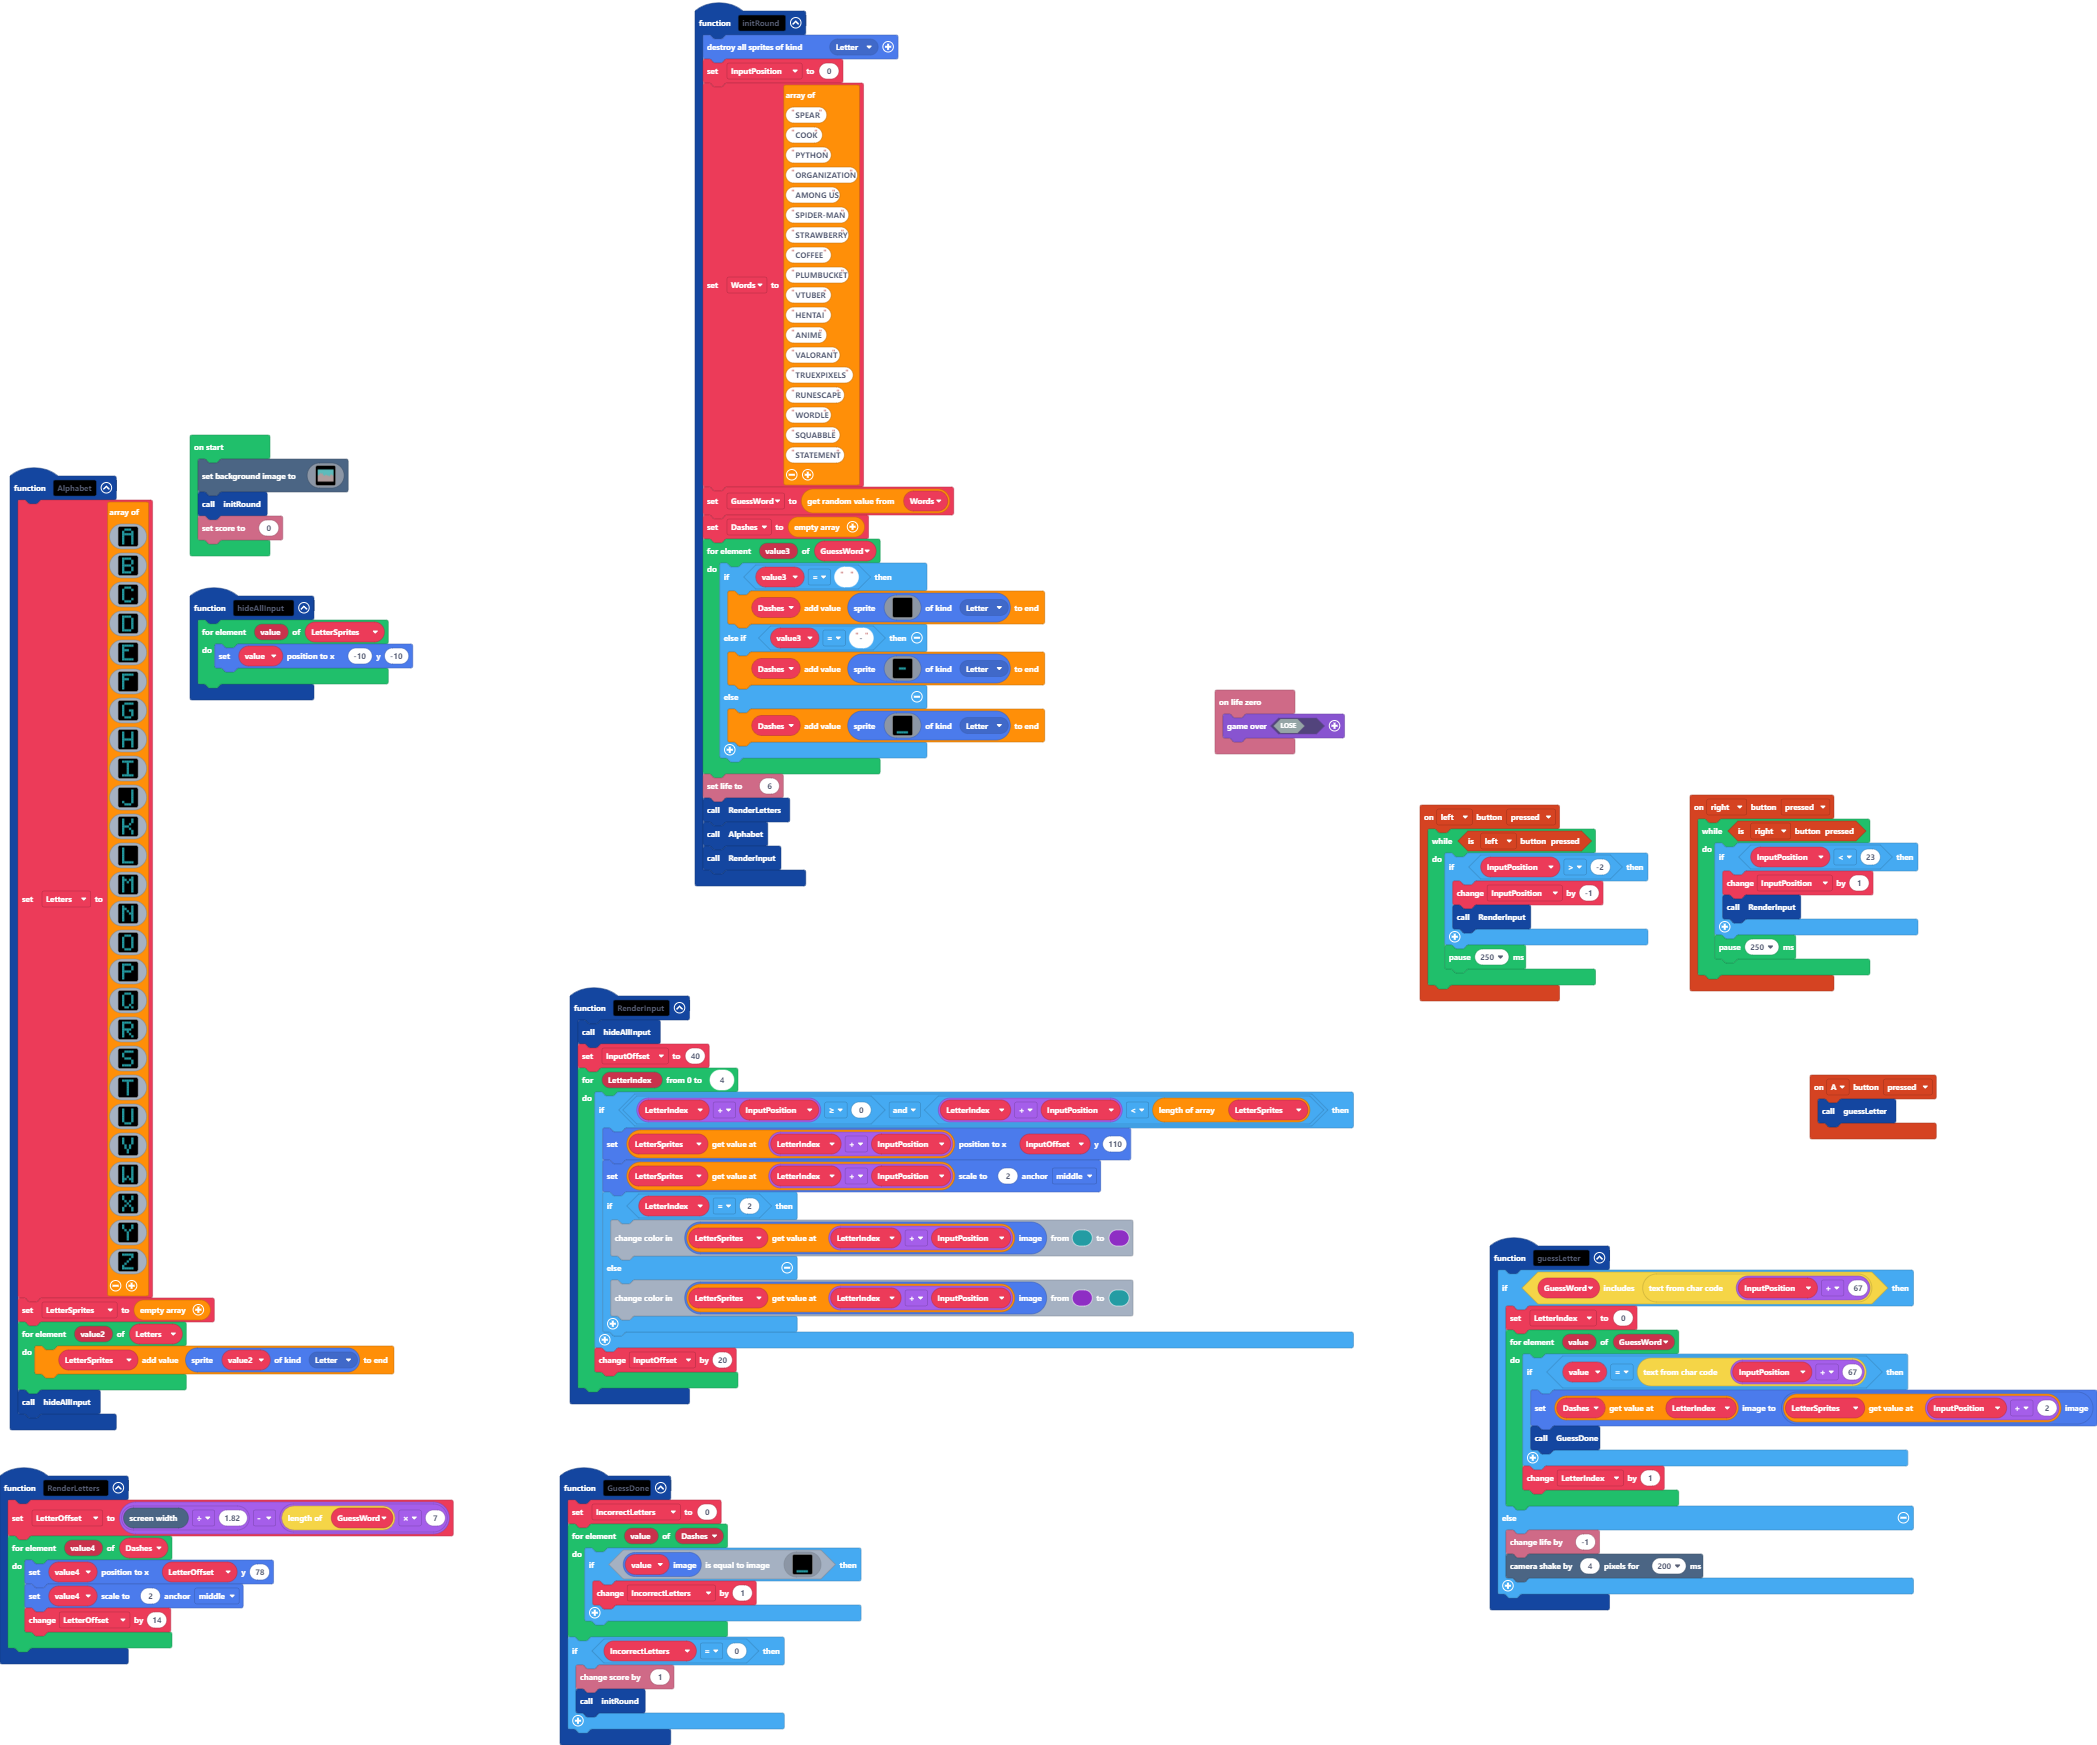 function initRound
destroy all sprites of kind Letter
set InputPosition to 0
set Words to array of
"SPEAR"
"COOK"
"PYTHON"
"ORGANIZATION"
"AMONG US"
"SPIDER-MAN"
"STRAWBERRY"
"COFFEE"
"PLUMBUCKET"
"VTUBER"
"HENTAI"
"ANIME"
"VALORANT"
"TRUEXPIXELS"
"RUNESCAPE"
"WORDLE"
"SQUABBLE"
"STATEMENT"
set GuessWord to get random value from Words
set Dashes to empty array
for element value3 of GuessWord
do if value3 = " " then
Dashes add value sprite of kind Letter to end
else if value3 = "-" then
Dashes add value sprite - of kind Letter to end
else
Dashes add value sprite _ of kind Letter to end
set life to 6
call RenderLetters
call Alphabet
call RenderInput
on start
set background image to
call initRound
set score to 0
function hideAllInput
for element value of LetterSprites
do set value position to x -10 y -10
function Alphabet
set Letters to array of
A
B
C
D
E
F
G
H
I
J
K
L
M
N
O
P
Q
R
S
T
U
V
W
X
Y
Z
set LetterSprites to empty array
for element value2 of Letters
do LetterSprites add value sprite value2 of kind Letter to end
call hideAllInput
on life zero
game over LOSE
on left button pressed
while is left button pressed
do if InputPosition > -2 then
change InputPosition by -1
call RenderInput
pause 250 ms
on right button pressed
while is right button pressed
do if InputPosition < 23 then
change InputPosition by 1
call RenderInput
pause 250 ms
function RenderInput
call hideAllInput
set InputOffset to 40
for LetterIndex from 0 to 4
do if LetterIndex + InputPosition ≥ 0 and LetterIndex + InputPosition < length of array LetterSprites then
set LetterSprites get value at LetterIndex + InputPosition position to x InputOffset y 110
set LetterSprites get value at LetterIndex + InputPosition scale to 2 anchor middle
if LetterIndex = 2 then
change color in LetterSprites get value at LetterIndex + InputPosition image from to
else
change color in LetterSprites get value at LetterIndex + InputPosition image from to
change InputOffset by 20
on A button pressed
call guessLetter
function guessLetter
if GuessWord includes text from char code InputPosition + 67 then
set LetterIndex to 0
for element value of GuessWord
do if value = text from char code InputPosition + 67 then
set Dashes get value at LetterIndex image to LetterSprites get value at InputPosition + 2 image
call GuessDone
change LetterIndex by 1
else
change life by -1
camera shake by 4 pixels for 200 ms
function RenderLetters
set LetterOffset to screen width ÷ 1.82 - length of GuessWord × 7
for element value4 of Dashes
do set value4 position to x LetterOffset y 78
set value4 scale to 2 anchor middle
change LetterOffset by 14
function GuessDone
set IncorrectLetters to 0
for element value of Dashes
do if value image is equal to image _ then
change IncorrectLetters by 1
if IncorrectLetters = 0 then
change score by 1
call initRound